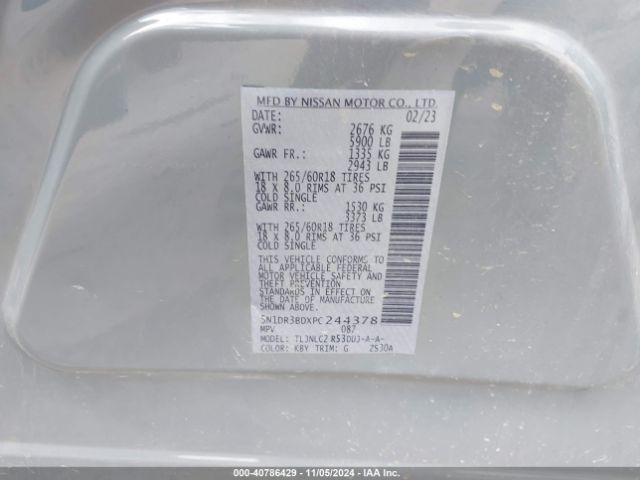 MFD BY NISSAN MOTOR CO., LTD.
DATE: 02/23
GVWR: 2676 KG
5900 LB
GAWR FR.: 1335 KG
2943 LB
WITH 265/60R18 TIRES
18 X 8.0 RIMS AT 36 PSI
COLD SINGLE
GAWR RR.: 1530 KG
3373 LB
WITH 265/60R18 TIRES
18 X 8.0 RIMS AT 36 PSI
COLD SINGLE
THIS VEHICLE CONFORMS TO
ALL APPLICABLE FEDERAL
MOTOR VEHICLE SAFETY AND
THEFT PREVENTION
STANDARDS IN EFFECT ON
THE DATE OF MANUFACTURE
SHOWN ABOVE.
5N1DR3BDXPC244378
MPV 087
MODEL: TLJNLCZ R53DUJ-A-A-
COLOR: KBY TRIM: G 2S30A
000-40786429 - 11/05/2024 - IAA Inc.